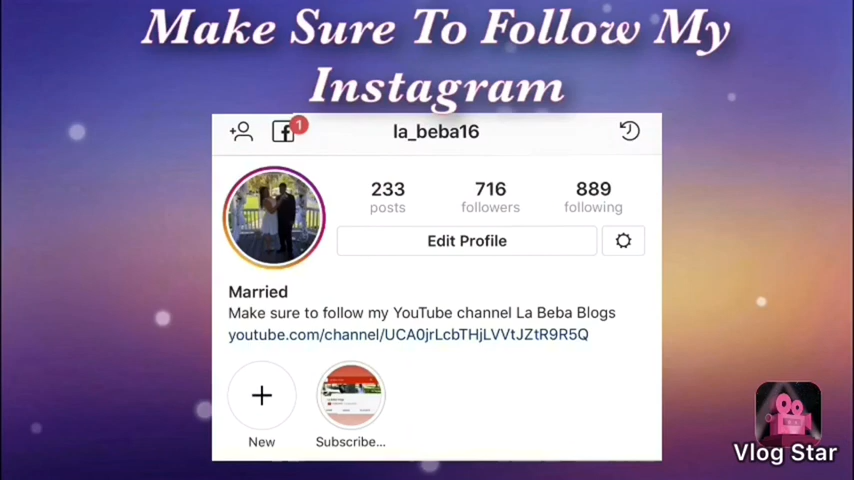 Make Sure To Follow My
Instagram
1
la_beba16
233
716
889
posts
followers
following
Edit Profile
Married
Make sure to follow my YouTube channel La Beba Blogs
youtube.com/channel/UCA0jrLcbTHjLVVtJZtR9R5Q
New
Subscribe...
Vlog Star